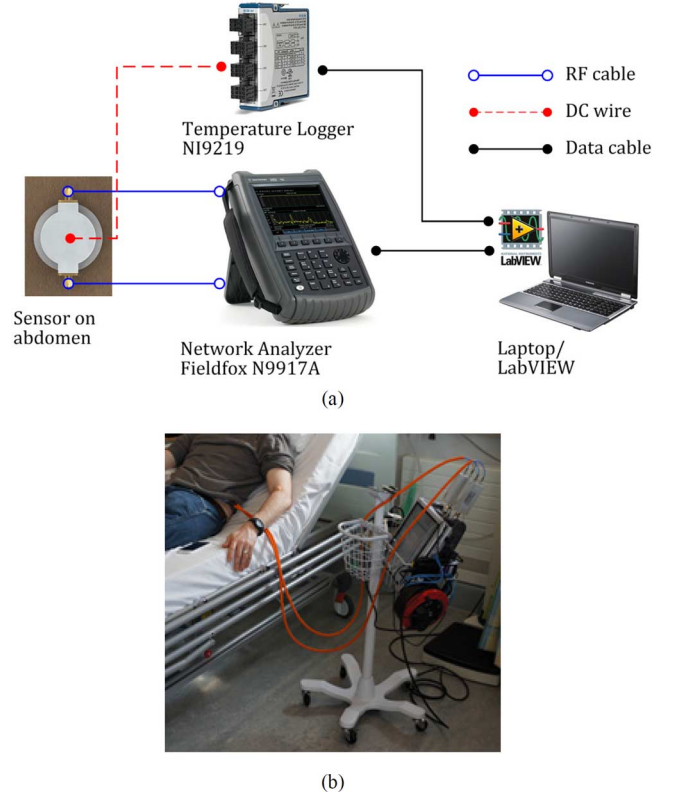 RF cable
DC wire
Temperature Logger
NI9219
Data cable
LabVIEW
Sensor on
abdomen
Network Analyzer
Fieldfox N9917A
Laptop/
LabVIEW
(a)
(b)